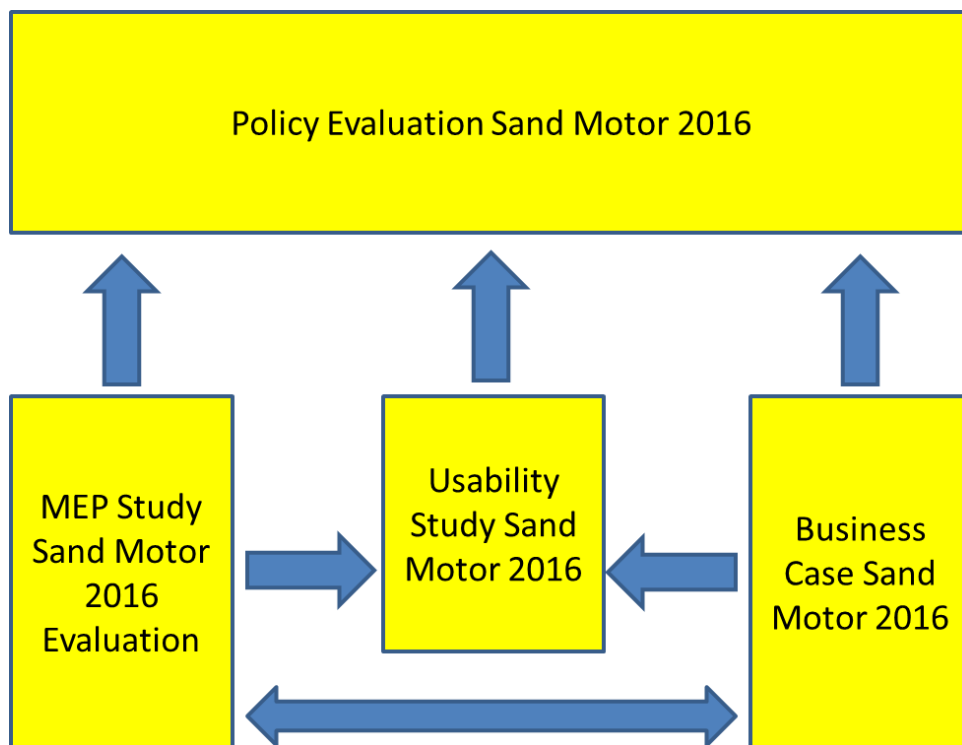 Policy Evaluation Sand Motor 2016
MEP Study
Sand Motor
2016
Evaluation
Usability
Study Sand
Motor 2016
Business
Case Sand
Motor 2016